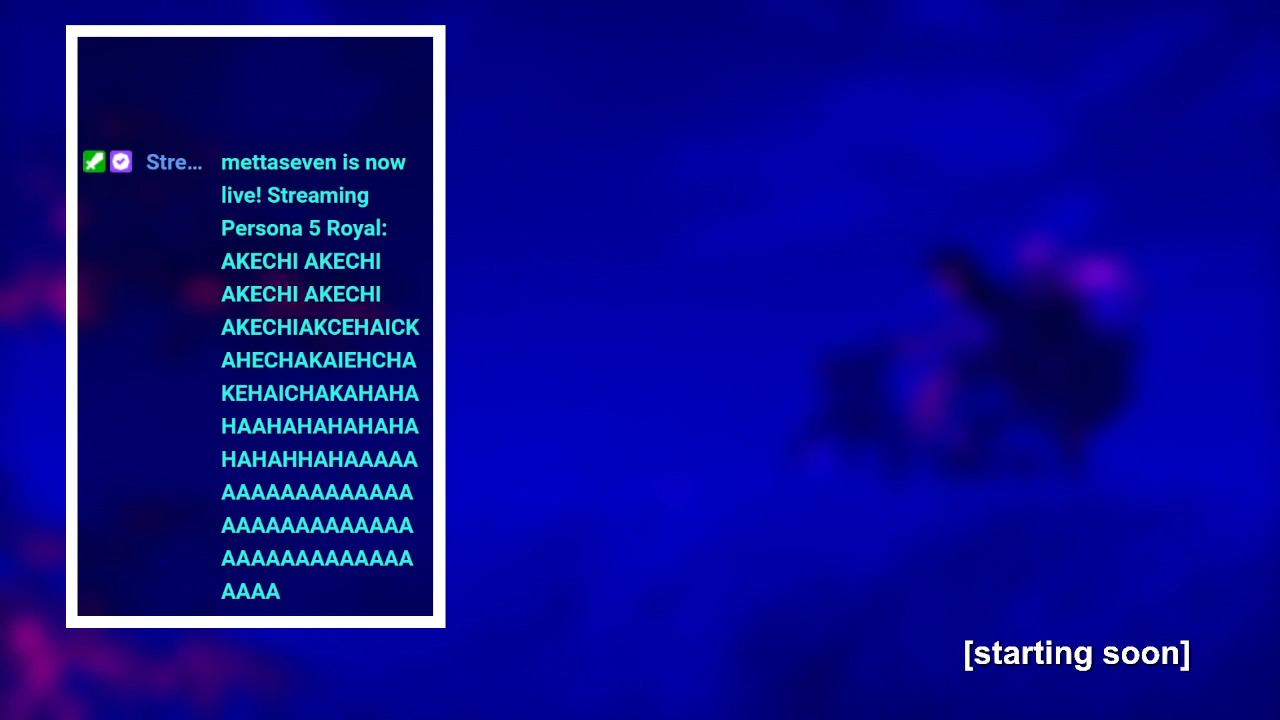 Stre... mettaseven is now
live! Streaming
Persona 5 Royal:
AKECHI AKECHI
AKECHI AKECHI
AKECHIAKCEHAICK
AHECHAKAIEHCHA
KEHAICHAKAHAHA
HAAHAHAHAHAHA
HAHAHHAHAAAAA
AAAAAAAAAAAAA
AAAAAAAAAAAAA
AAAAAAAAAAAAA
AAAA
[starting soon]